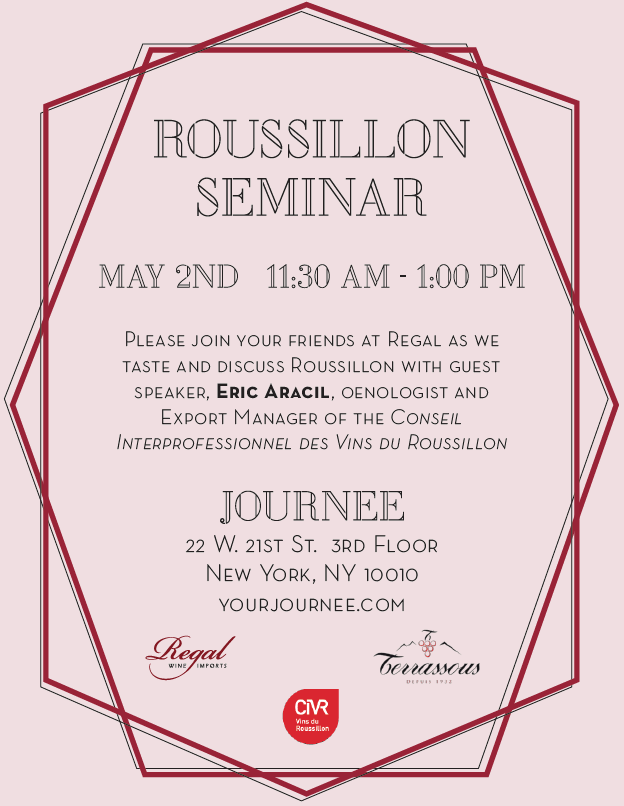 ROUSSILLON
SEMINAR
MAY 2ND 11:30 AM - 1:00 PM
Please join your friends at Regal as we
taste and discuss Roussillon with guest
speaker, Eric Aracil, oenologist and
Export Manager of the Conseil
Interprofessionnel des Vins du Roussillon
JOURNEE
22 W. 21st St. 3rd Floor
New York, NY 10010
yourjournee.com
Regal
WINE IMPORTS
Terrassous
DEPUIS 1932
CiVR
Vins du
Roussillon